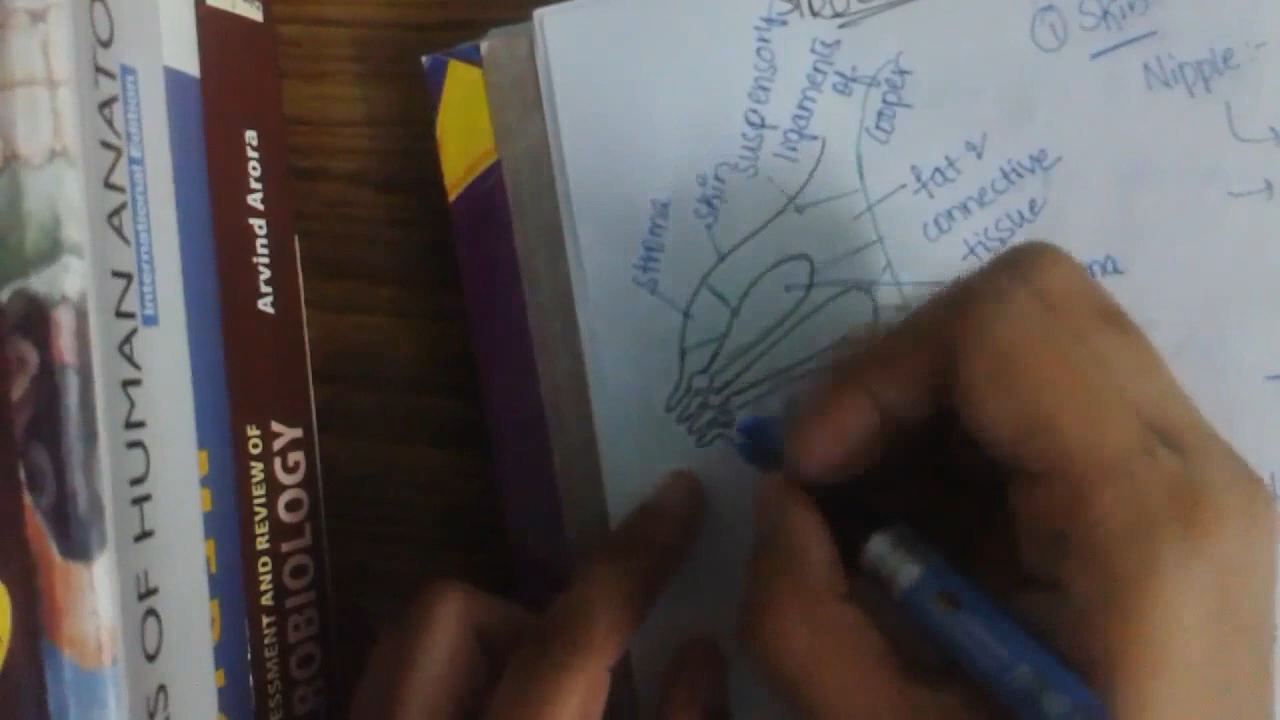 S OF HUMAN ANATO
International Edition
Arvind Arora
ESSMENT AND REVIEW OF
ROBIOLOGY
stroma
skin
suspensory
ligaments
of
cooper
fat &
connective
tissue
① Skin
Nipple :-